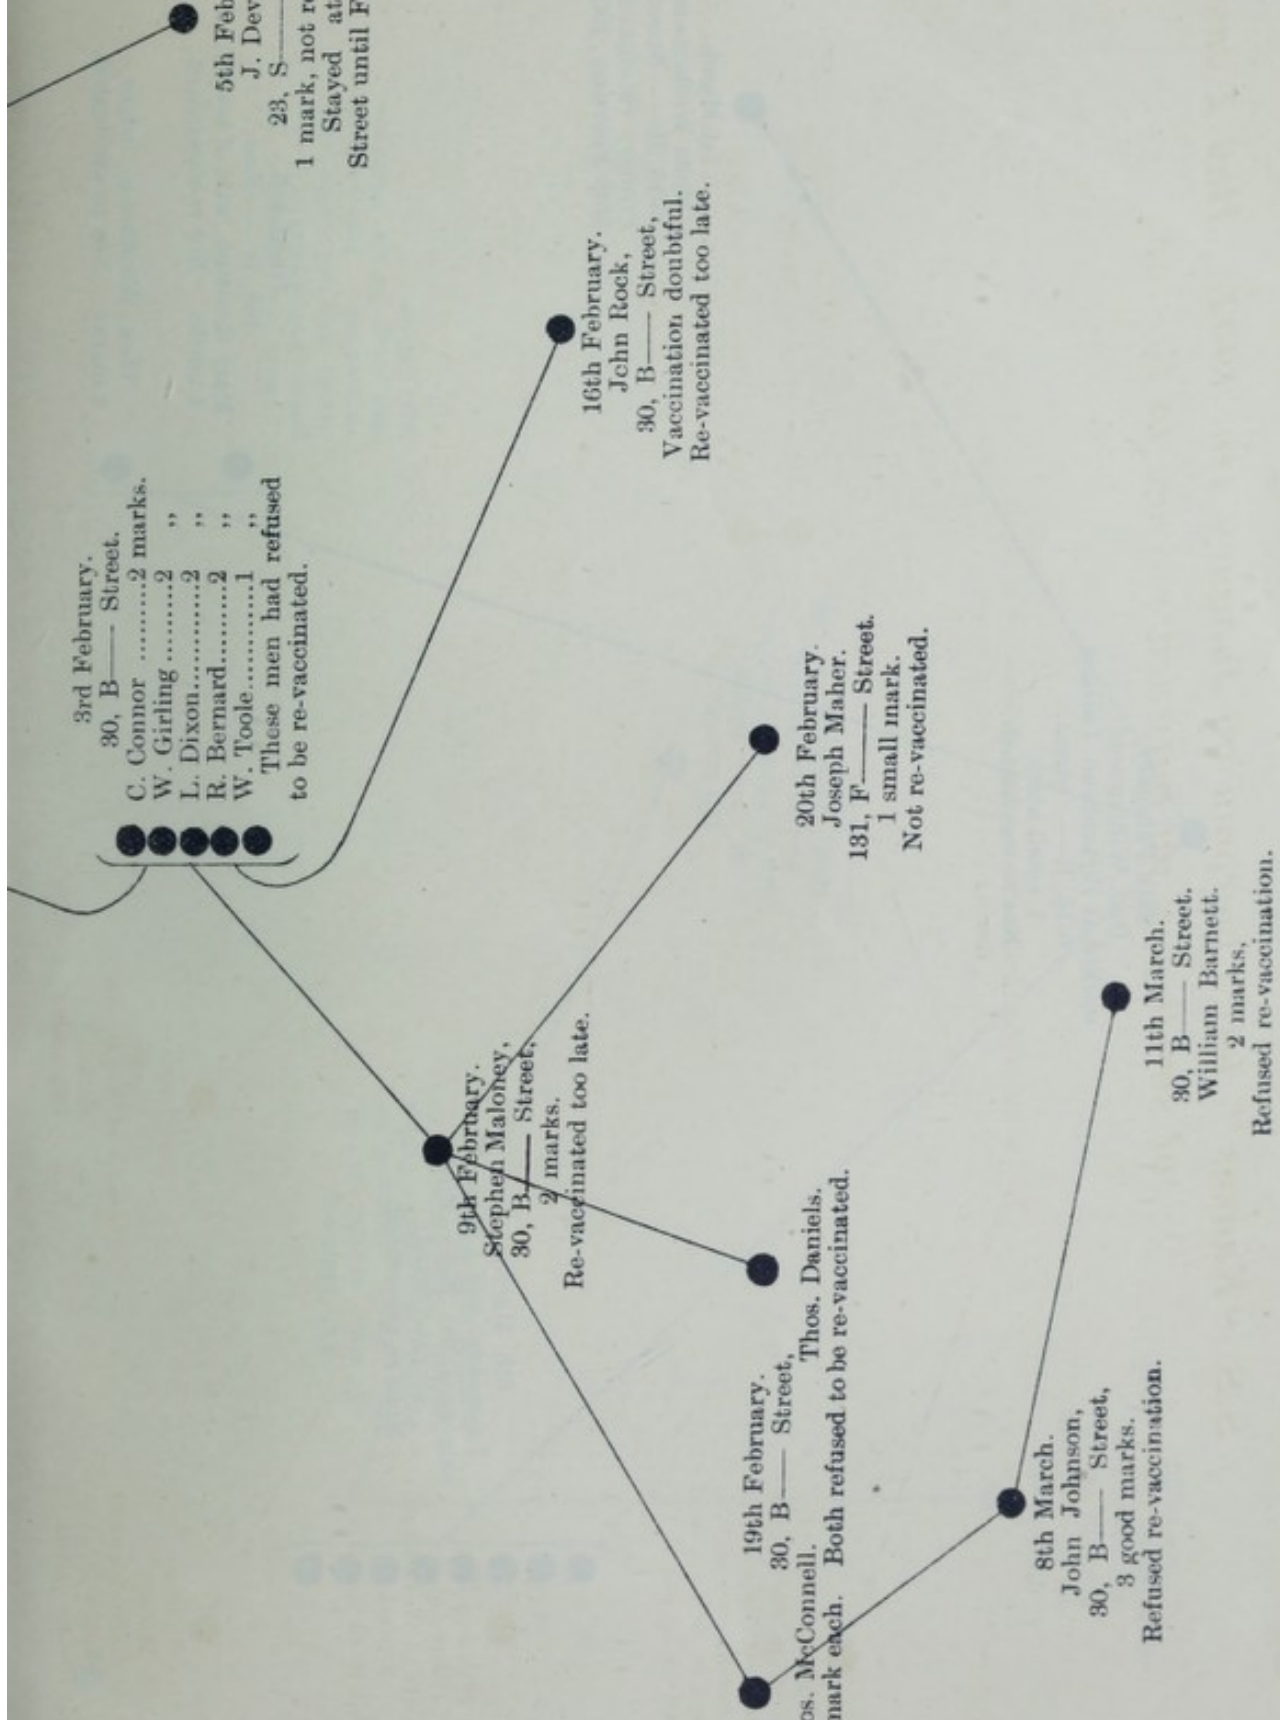 5th Feb
J. Dev
23, S——
1 mark, not re
Stayed at
Street until F
3rd February.
30, B—— Street.
C. Connor .........2 marks.
W. Girling .........2 ,,
L. Dixon............2 ,,
R. Bernard.........2 ,,
W. Toole............1 ,,
These men had refused
to be re-vaccinated.
16th February.
John Rock,
30, B—— Street,
Vaccination doubtful.
Re-vaccinated too late.
9th February.
Stephen Maloney,
30, B—— Street,
2 marks.
Re-vaccinated too late.
20th February.
Joseph Maher.
131, F—— Street.
1 small mark.
Not re-vaccinated.
19th February.
30, B—— Street,
os. McConnell. Thos. Daniels.
mark each. Both refused to be re-vaccinated.
8th March.
John Johnson,
30, B—— Street,
3 good marks.
Refused re-vaccination.
11th March.
30, B—— Street.
William Barnett.
2 marks,
Refused re-vaccination.